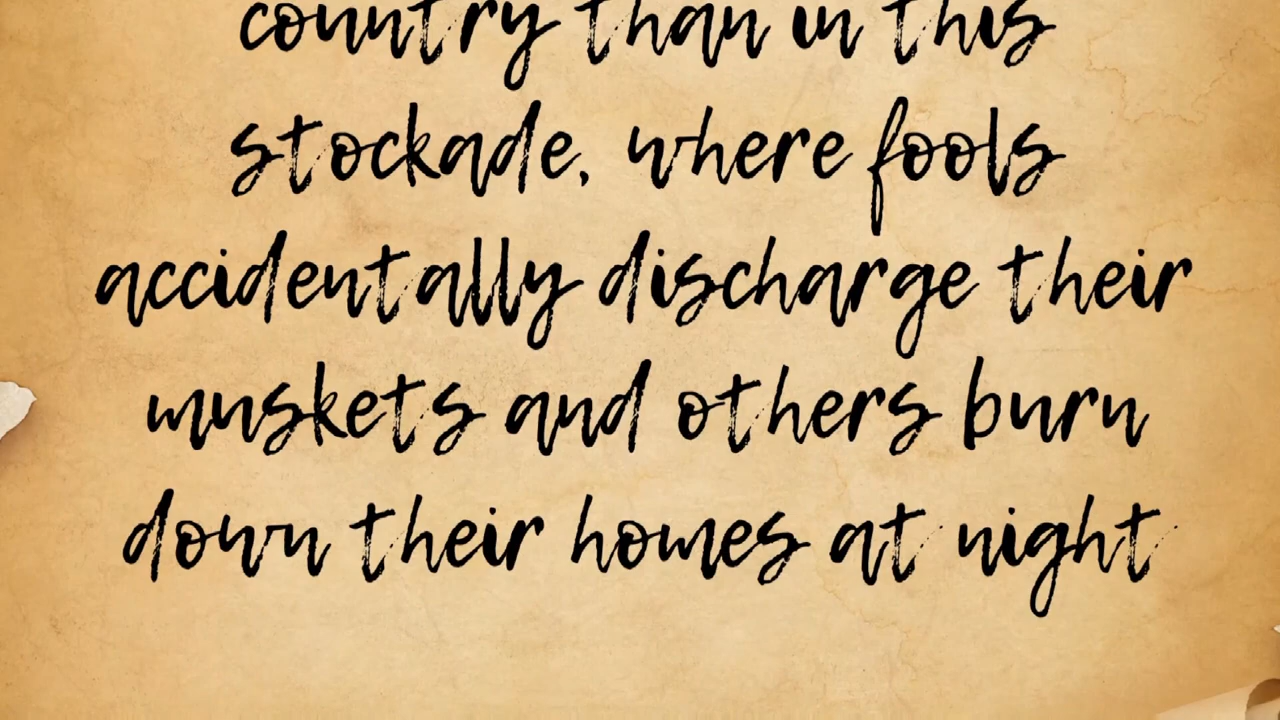 country than in this
stockade, where fools
accidentally discharge their
muskets and others burn
down their homes at night